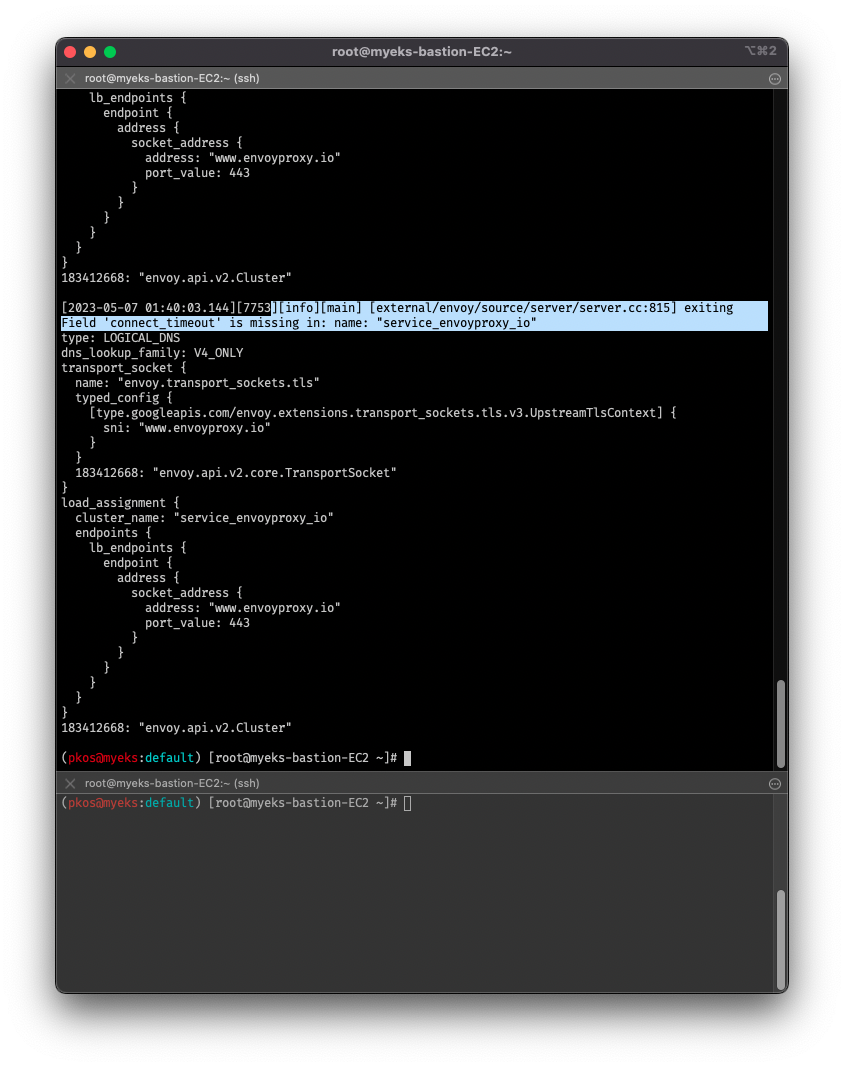 root@myeks-bastion-EC2:~
⌥⌘2
root@myeks-bastion-EC2:~ (ssh)
    lb_endpoints {
      endpoint {
        address {
          socket_address {
            address: "www.envoyproxy.io"
            port_value: 443
          }
        }
      }
    }
  }
}
183412668: "envoy.api.v2.Cluster"
[2023-05-07 01:40:03.144][7753][info][main] [external/envoy/source/server/server.cc:815] exiting
Field 'connect_timeout' is missing in: name: "service_envoyproxy_io"
type: LOGICAL_DNS
dns_lookup_family: V4_ONLY
transport_socket {
  name: "envoy.transport_sockets.tls"
  typed_config {
    [type.googleapis.com/envoy.extensions.transport_sockets.tls.v3.UpstreamTlsContext] {
      sni: "www.envoyproxy.io"
    }
  }
  183412668: "envoy.api.v2.core.TransportSocket"
}
load_assignment {
  cluster_name: "service_envoyproxy_io"
  endpoints {
    lb_endpoints {
      endpoint {
        address {
          socket_address {
            address: "www.envoyproxy.io"
            port_value: 443
          }
        }
      }
    }
  }
}
183412668: "envoy.api.v2.Cluster"
(pkos@myeks:default) [root@myeks-bastion-EC2 ~]#
root@myeks-bastion-EC2:~ (ssh)
(pkos@myeks:default) [root@myeks-bastion-EC2 ~]#